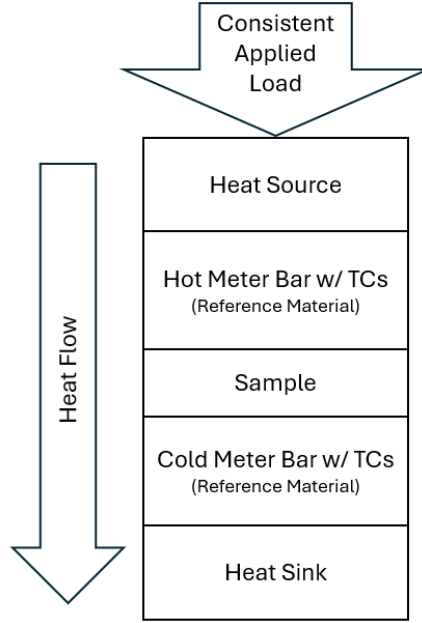 Consistent
Applied
Load
Heat Source
Hot Meter Bar w/ TCs
(Reference Material)
Heat Flow
Sample
Cold Meter Bar w/ TCs
(Reference Material)
Heat Sink